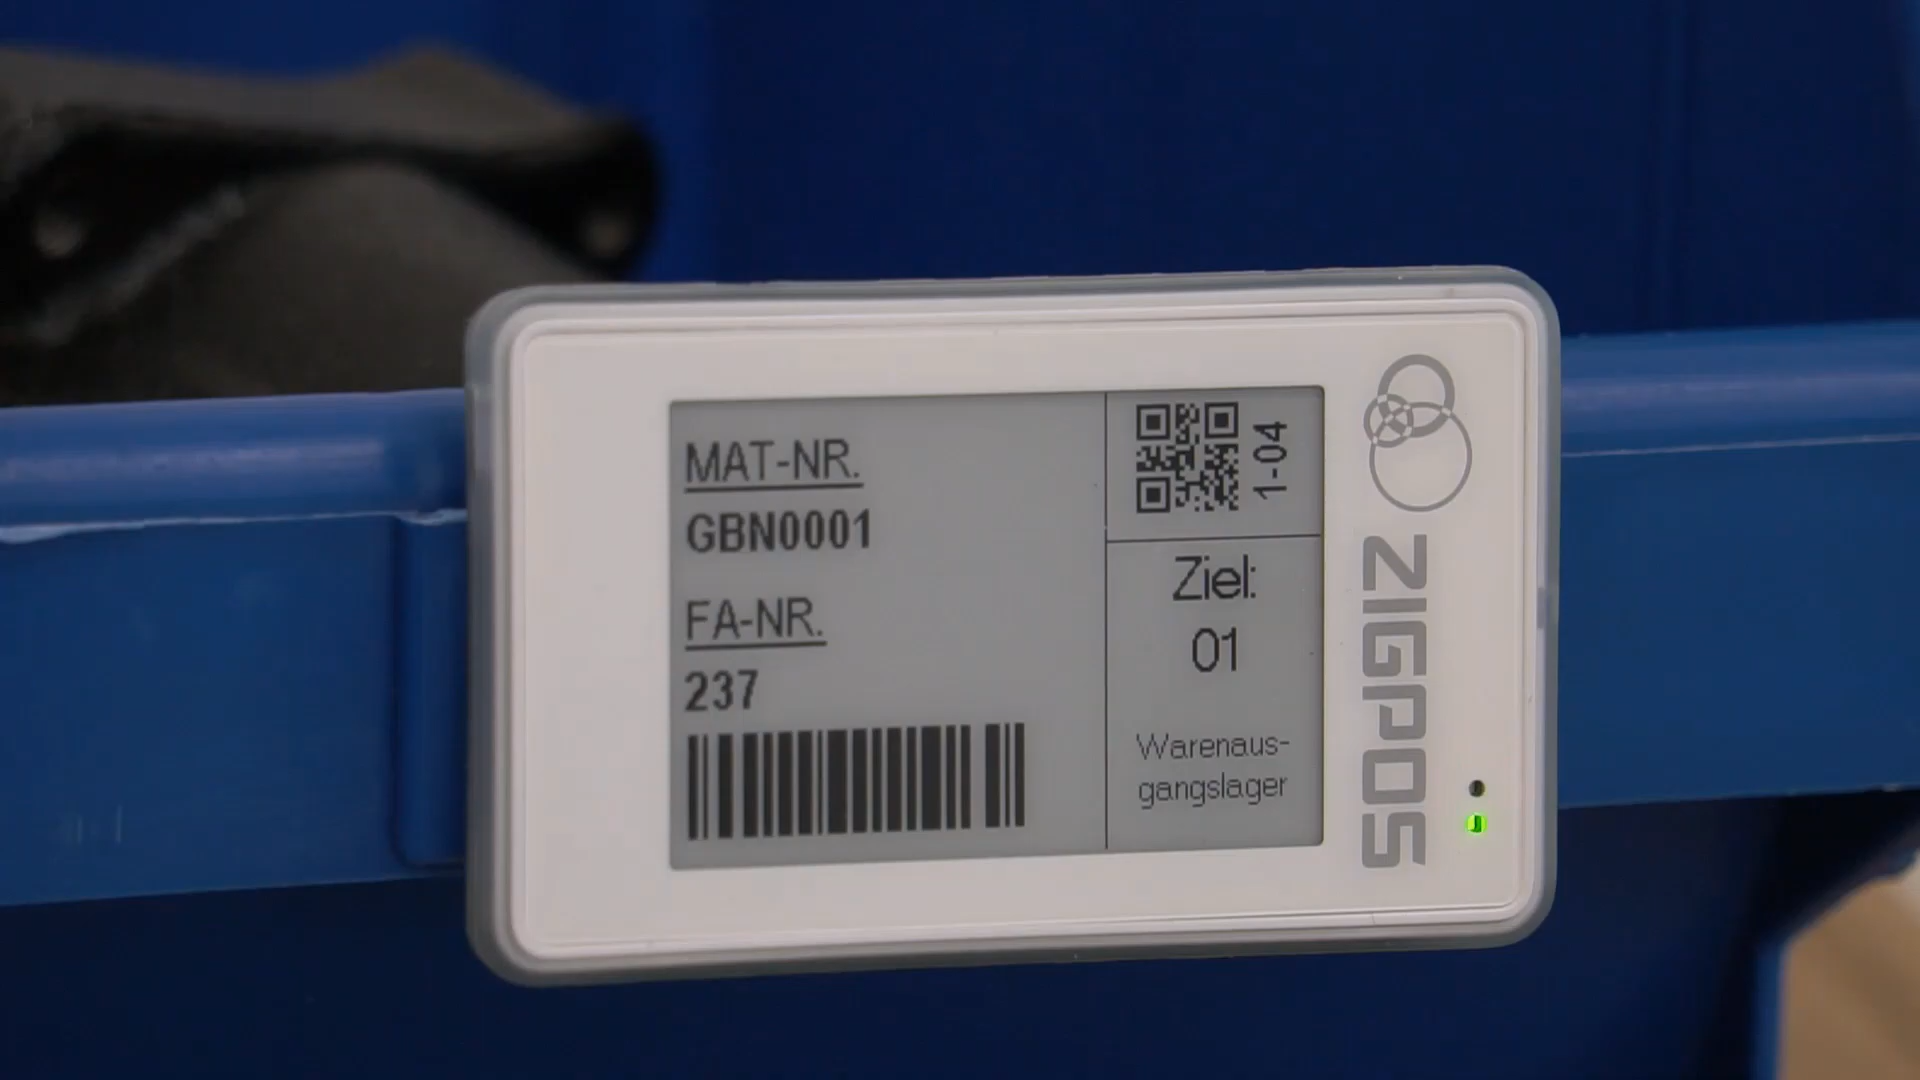 MAT-NR.
GBN0001
FA-NR.
237
1-04
Ziel:
01
Warenaus-
gangslager
ZIGPOS